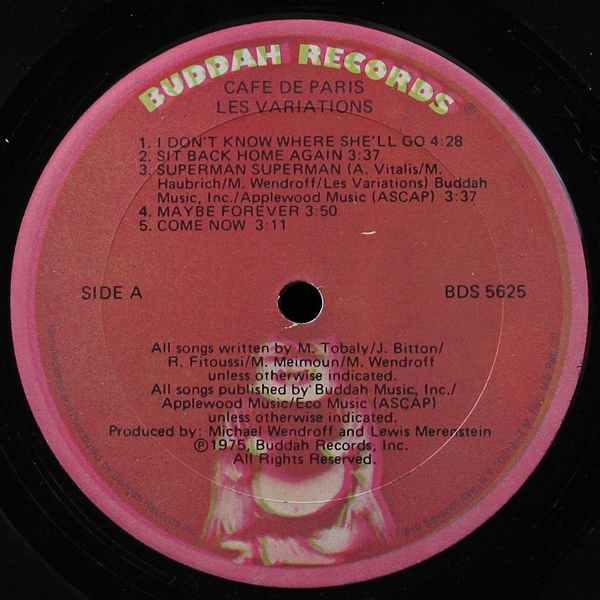 BUDDAH RECORDS ®
CAFE DE PARIS
LES VARIATIONS
1. I DON'T KNOW WHERE SHE'LL GO 4:28
2. SIT BACK HOME AGAIN 3:37
3. SUPERMAN SUPERMAN (A. Vitalis/M.
Haubrich/M. Wendroff/Les Variations) Buddah
Music, Inc./Applewood Music (ASCAP) 3:37
4. MAYBE FOREVER 3:50
5. COME NOW 3:11
SIDE A
BDS 5625
All songs written by M. Tobaly/J. Bitton/
R. Fitoussi/M. Meimoun/M. Wendroff
unless otherwise indicated.
All songs published by Buddah Music, Inc./
Applewood Music/Eco Music (ASCAP)
unless otherwise indicated.
Produced by: Michael Wendroff and Lewis Merenstein
℗1975, Buddah Records, Inc.
All Rights Reserved.
by Buddah Records Inc.